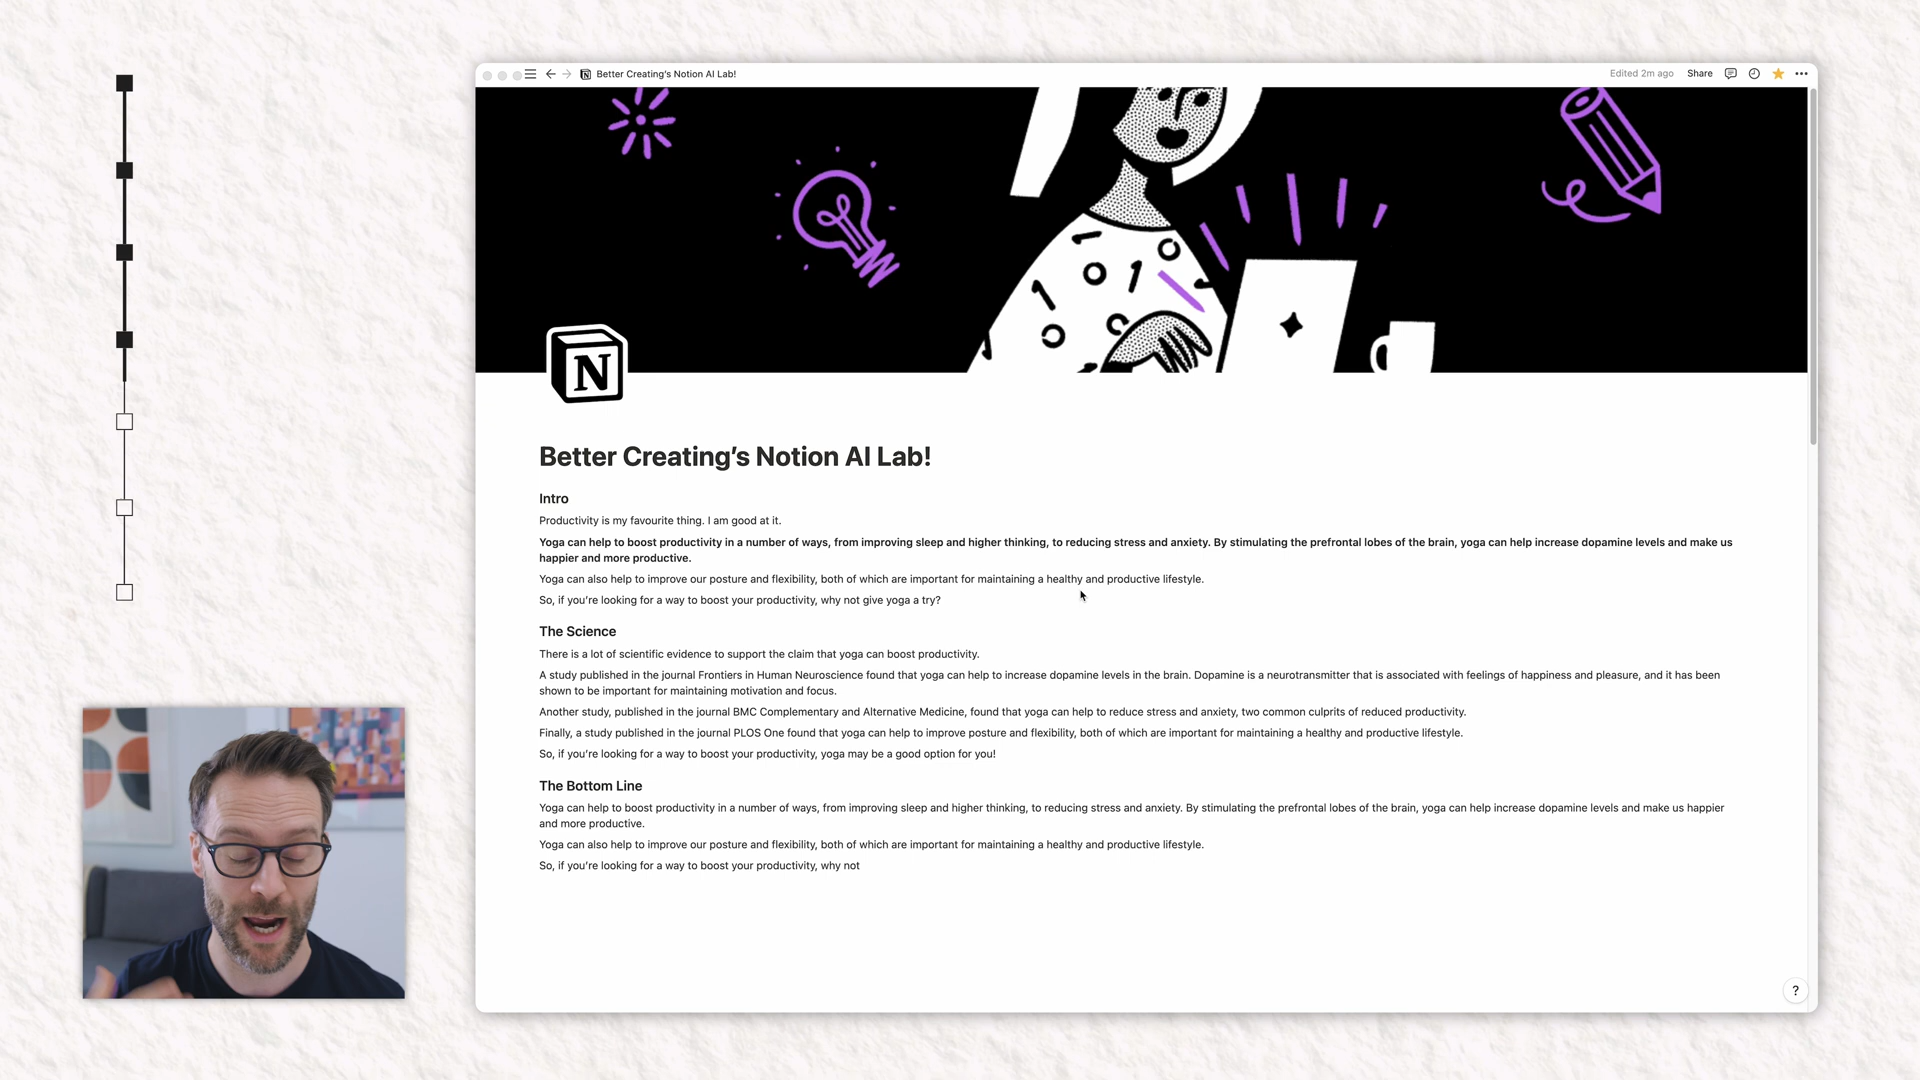 Better Creating's Notion AI Lab!
Edited 2m ago
Share
N
Better Creating’s Notion AI Lab!
Intro
Productivity is my favourite thing. I am good at it.
Yoga can help to boost productivity in a number of ways, from improving sleep and higher thinking, to reducing stress and anxiety. By stimulating the prefrontal lobes of the brain, yoga can help increase dopamine levels and make us
happier and more productive.
Yoga can also help to improve our posture and flexibility, both of which are important for maintaining a healthy and productive lifestyle.
So, if you’re looking for a way to boost your productivity, why not give yoga a try?
The Science
There is a lot of scientific evidence to support the claim that yoga can boost productivity.
A study published in the journal Frontiers in Human Neuroscience found that yoga can help to increase dopamine levels in the brain. Dopamine is a neurotransmitter that is associated with feelings of happiness and pleasure, and it has been
shown to be important for maintaining motivation and focus.
Another study, published in the journal BMC Complementary and Alternative Medicine, found that yoga can help to reduce stress and anxiety, two common culprits of reduced productivity.
Finally, a study published in the journal PLOS One found that yoga can help to improve posture and flexibility, both of which are important for maintaining a healthy and productive lifestyle.
So, if you’re looking for a way to boost your productivity, yoga may be a good option for you!
The Bottom Line
Yoga can help to boost productivity in a number of ways, from improving sleep and higher thinking, to reducing stress and anxiety. By stimulating the prefrontal lobes of the brain, yoga can help increase dopamine levels and make us happier
and more productive.
Yoga can also help to improve our posture and flexibility, both of which are important for maintaining a healthy and productive lifestyle.
So, if you’re looking for a way to boost your productivity, why not
?